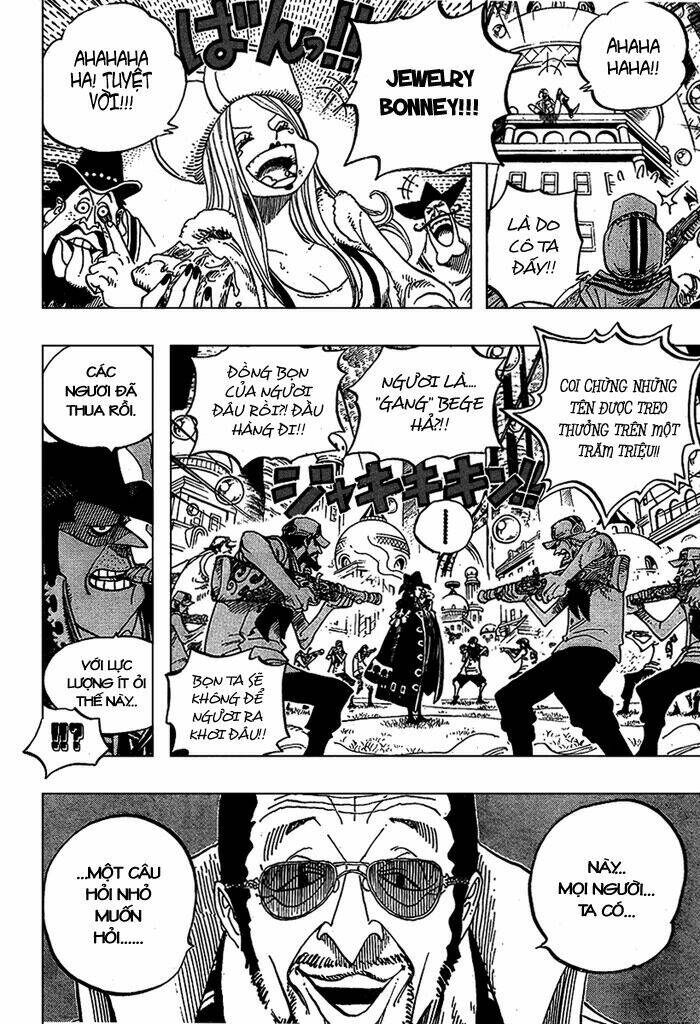 AHAHA
HAHA!!
LÀ DO
CÔ TA
ĐẤY!!
JEWELRY
BONNEY!!!
ばんっ!!
AHAHAHA
HA! TUYỆT
VỜI!!!
COI CHỪNG NHỮNG
TÊN ĐƯỢC TREO
THƯỞNG TRÊN MỘT
TRĂM TRIỆU!!
NGƯƠI LÀ....
"GANG" BEGE
HẢ?!!
ĐỒNG BỌN
CỦA NGƯƠI
ĐÂU RỒI?! ĐẦU
HÀNG ĐI!!
ジャキキキキン!!
BỌN TA SẼ
KHÔNG ĐỂ
NGƯƠI RA
KHƠI ĐÂU!!
CÁC
NGƯƠI ĐÃ
THUA RỒI.
VỚI LỰC
LƯỢNG ÍT ỎI
THẾ NÀY...
!!?
NÀY...
MỌI NGƯỜI...
TA CÓ...
...MỘT CÂU
HỎI NHỎ
MUỐN
HỎI......